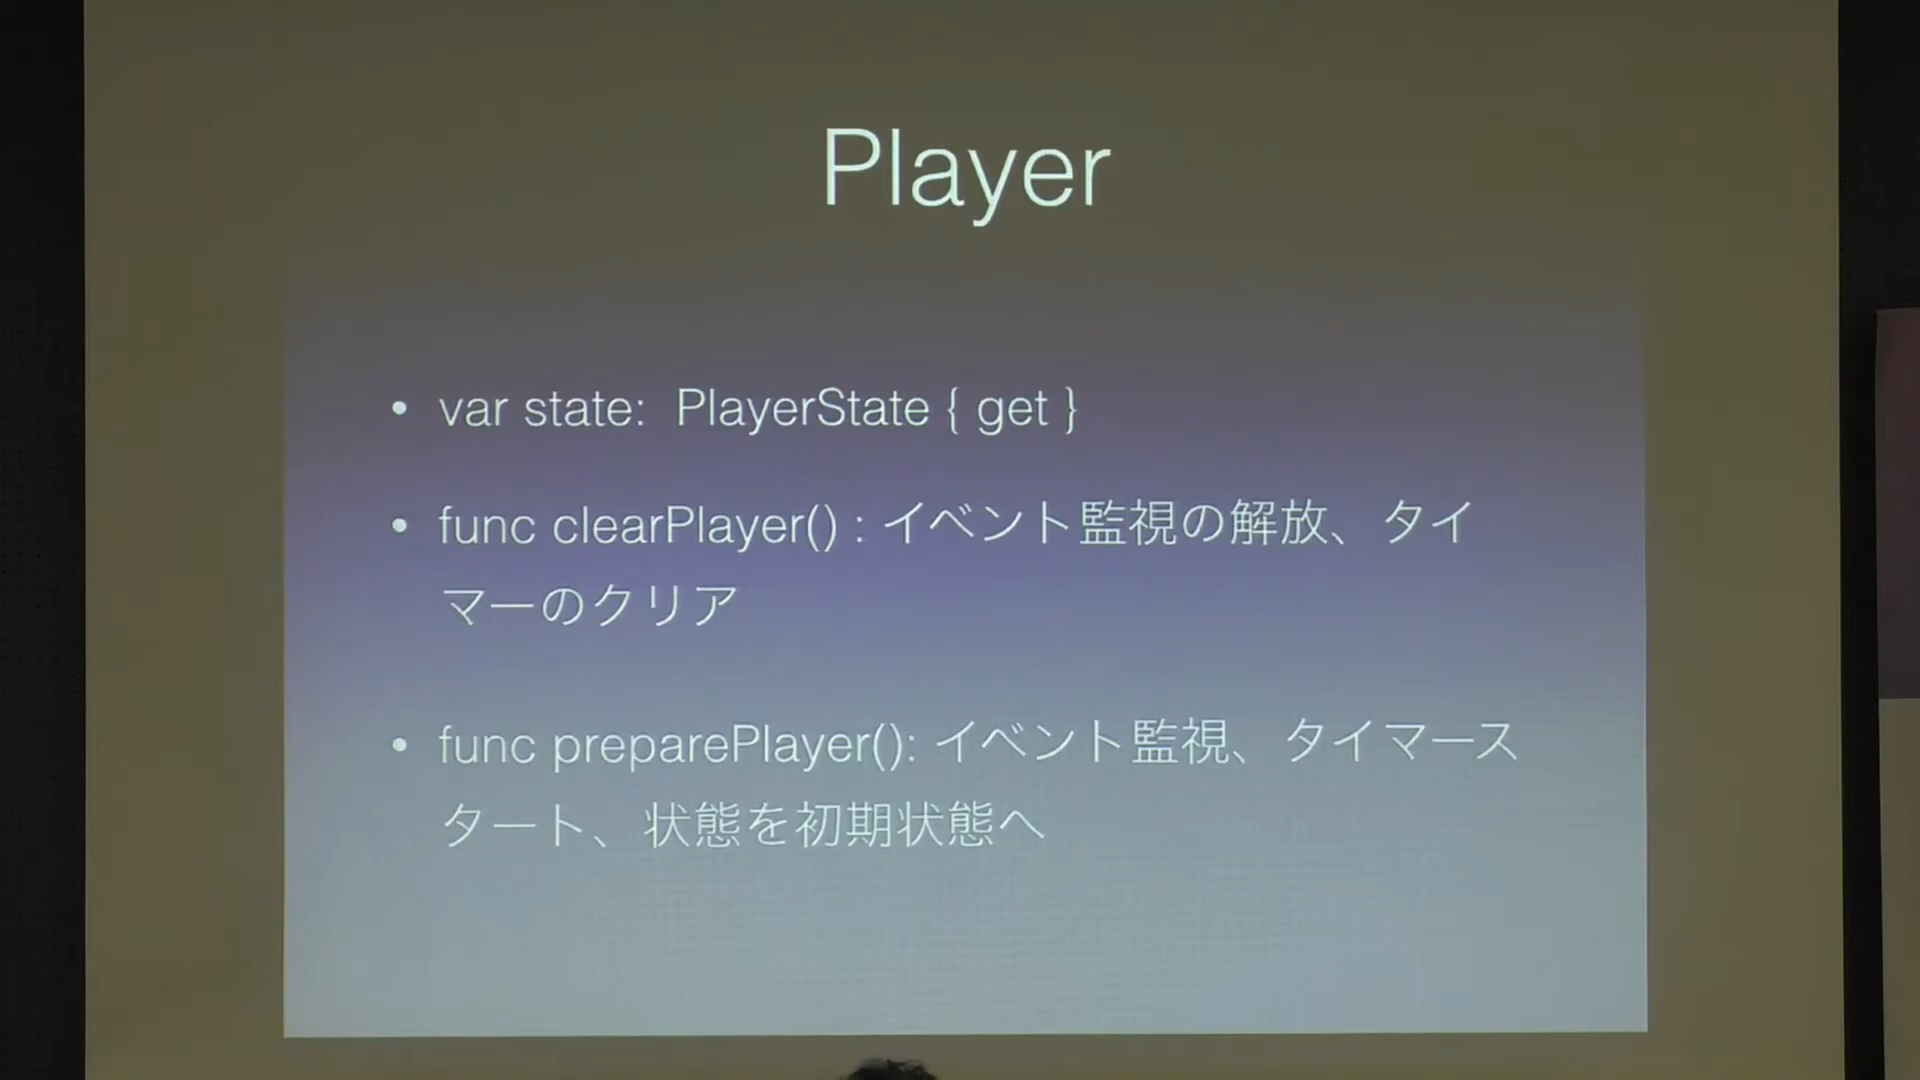 Player
• var state: PlayerState { get }
• func clearPlayer() : イベント監視の解放、タイ
マーのクリア
• func preparePlayer(): イベント監視、タイマース
タート、状態を初期状態へ